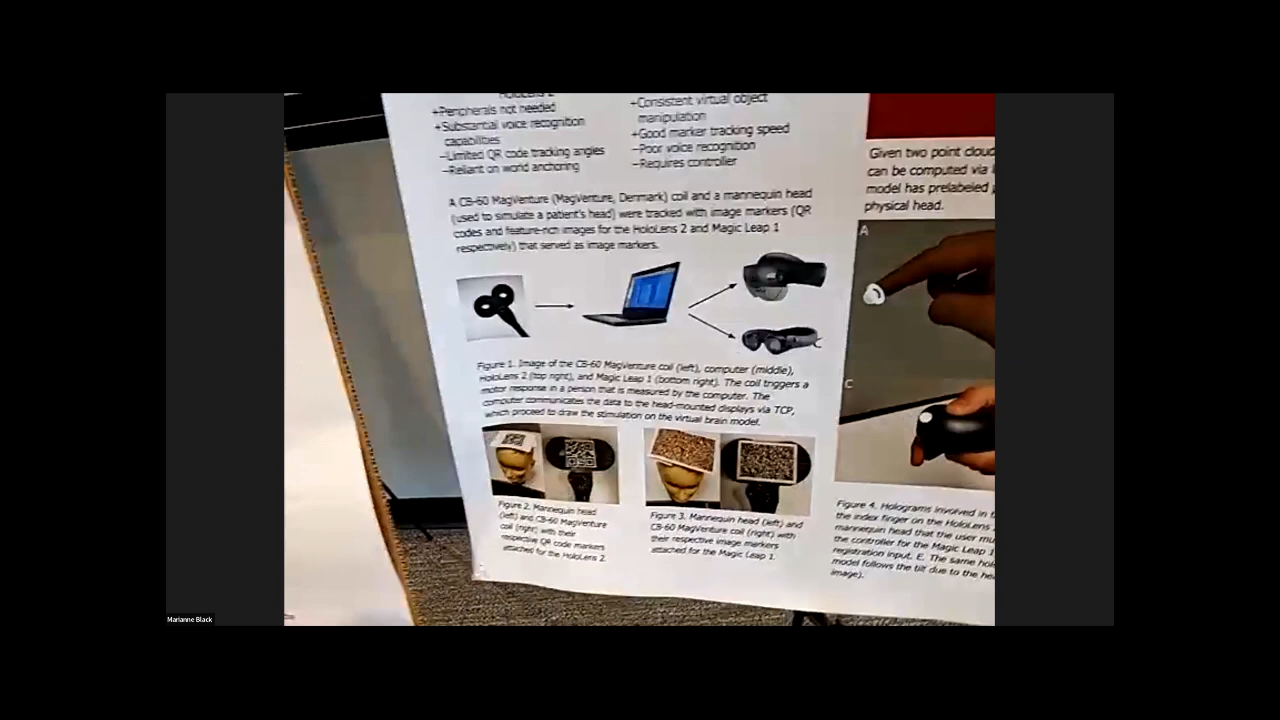 HoloLens 2
+Peripherals not needed
+Substantial voice recognition
capabilities
–Limited QR code tracking angles
–Reliant on world anchoring
+Consistent virtual object
manipulation
+Good marker tracking speed
–Poor voice recognition
–Requires controller
A CB-60 MagVenture (MagVenture, Denmark) coil and a mannequin head
(used to simulate a patient's head) were tracked with image markers (QR
codes and feature-rich images for the HoloLens 2 and Magic Leap 1
respectively) that served as image markers.
Figure 1. Image of the CB-60 MagVenture coil (left), computer (middle),
HoloLens 2 (top right), and Magic Leap 1 (bottom right). The coil triggers a
motor response in a person that is measured by the computer. The
computer communicates the data to the head-mounted displays via TCP,
which proceed to draw the stimulation on the virtual brain model.
Figure 2. Mannequin head
(left) and CB-60 MagVenture
coil (right) with their
respective QR code markers
attached for the HoloLens 2.
Figure 3. Mannequin head (left) and
CB-60 MagVenture coil (right) with
their respective image markers
attached for the Magic Leap 1.
Given two point cloud
can be computed via
model has prelabeled
physical head.
A
C
Figure 4. Holograms involved in
the index finger on the HoloLens
mannequin head that the user
the controller for the Magic Leap 1
registration input. E. The same
model follows the tilt due to the
image).
Marianne Black